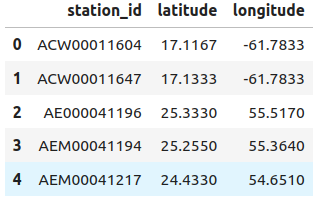 station_id latitude longitude
0 ACW00011604 17.1167 -61.7833
1 ACW00011647 17.1333 -61.7833
2 AE000041196 25.3330 55.5170
3 AEM00041194 25.2550 55.3640
4 AEM00041217 24.4330 54.6510